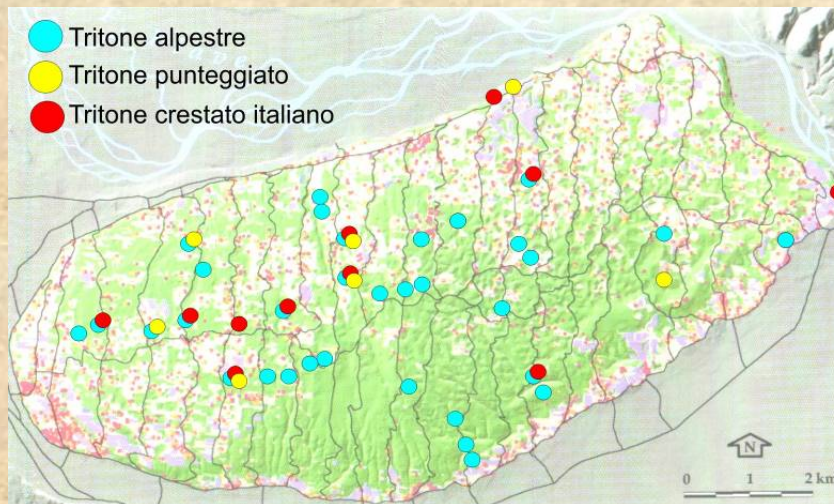 Tritone alpestre
Tritone punteggiato
Tritone crestato italiano
N
0 1 2 km